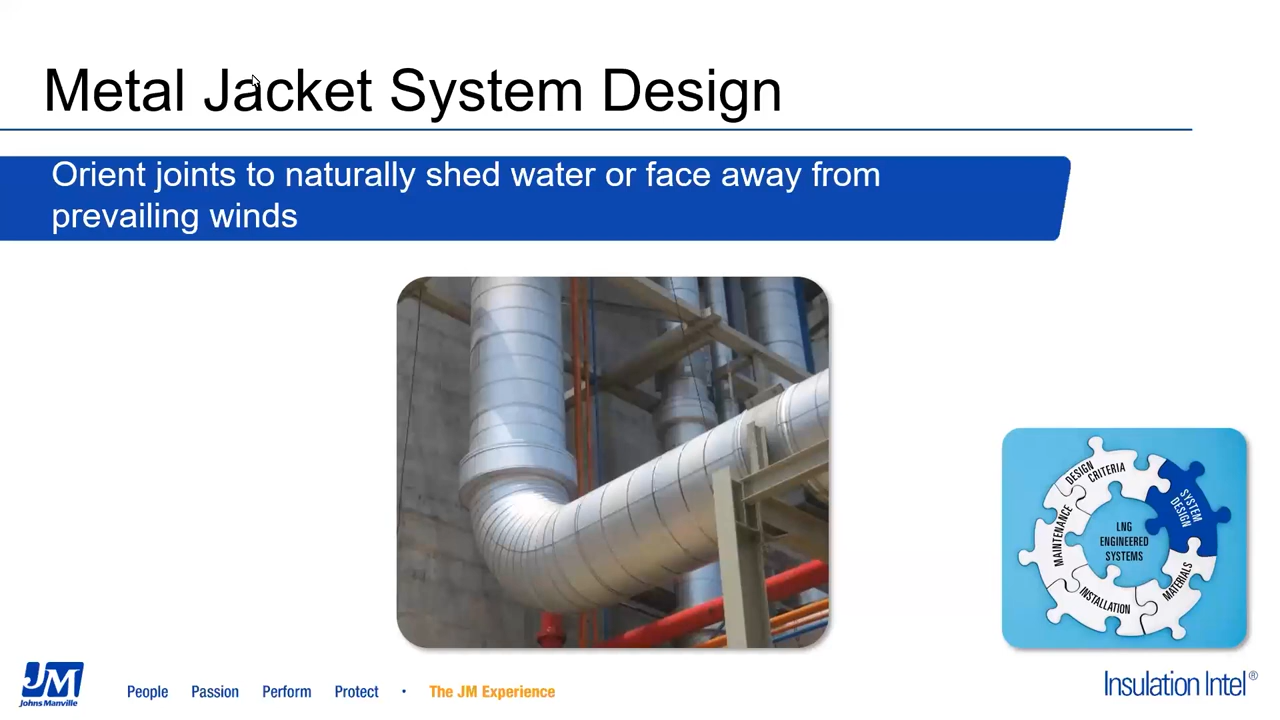 Metal Jacket System Design
Orient joints to naturally shed water or face away from
prevailing winds
DESIGN
CRITERIA
SYSTEM
DESIGN
MATERIALS
INSTALLATION
MAINTENANCE
LNG
ENGINEERED
SYSTEMS
JM
Johns Manville
People Passion Perform Protect • The JM Experience
Insulation Intel®